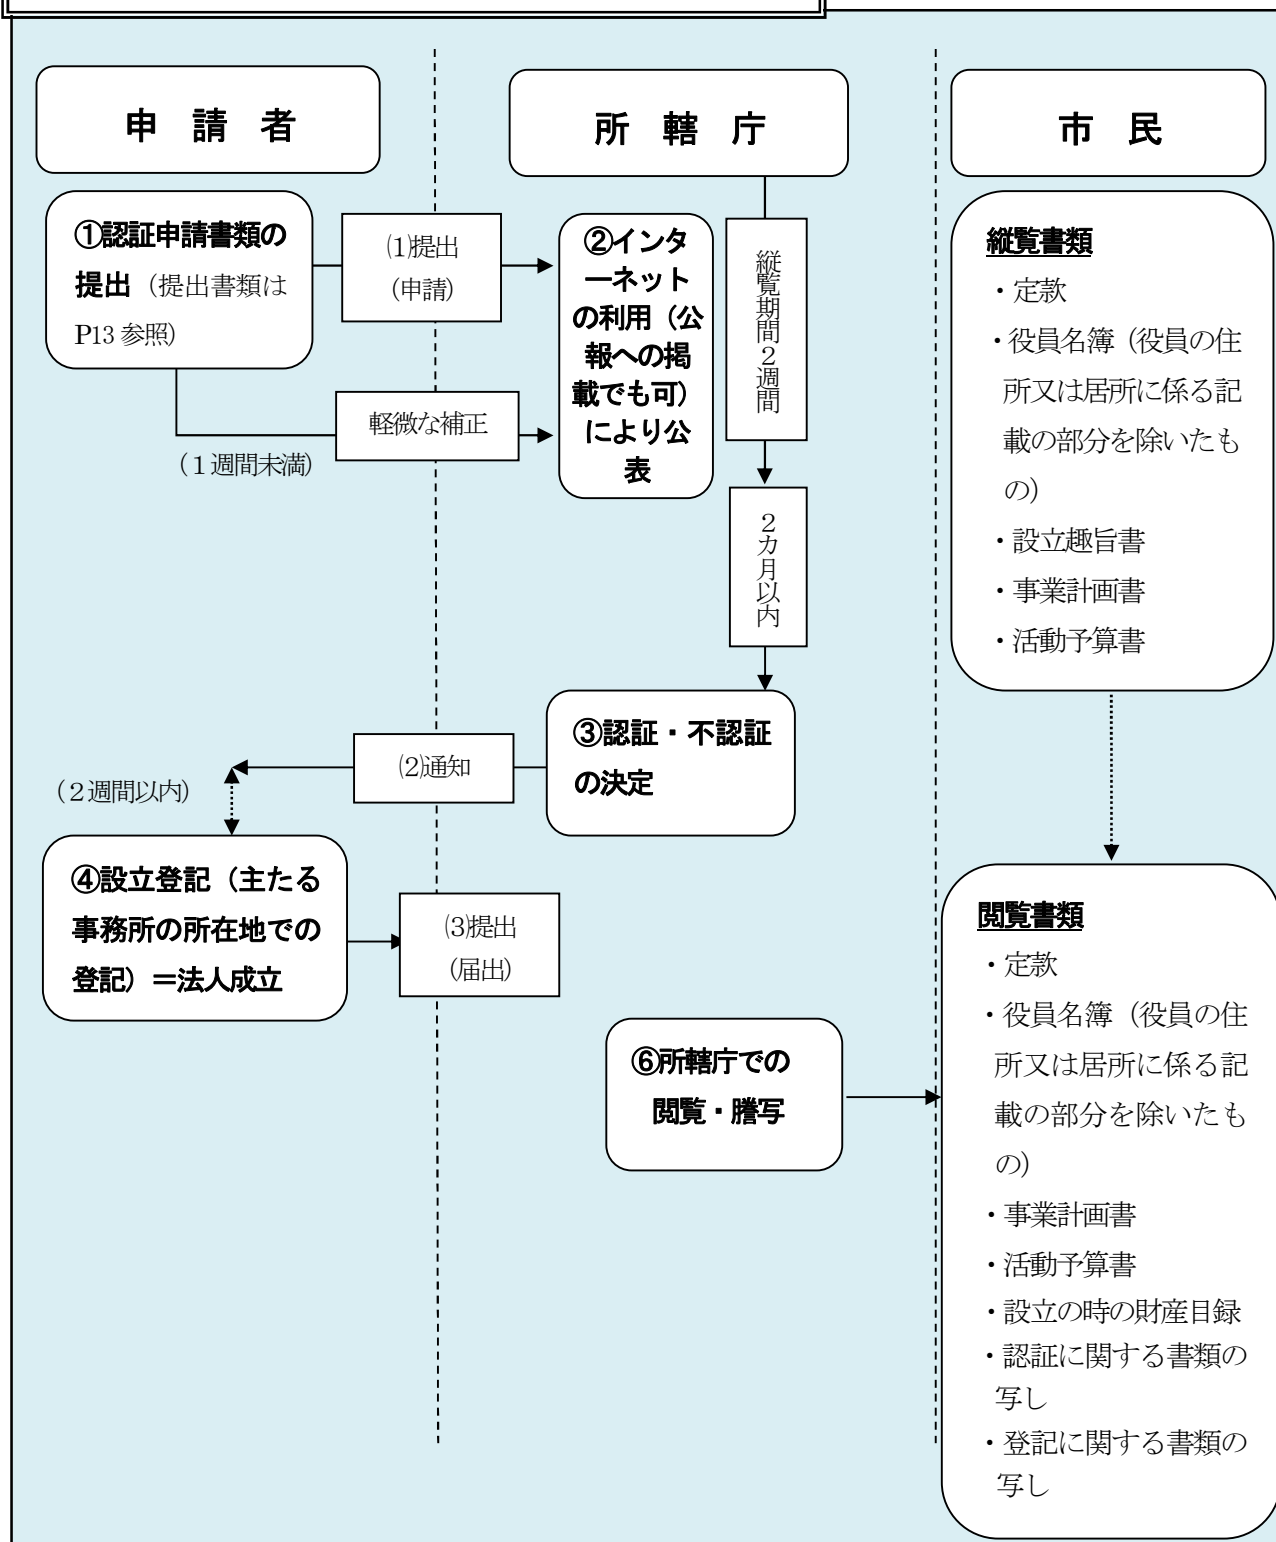 申　請　者
所　轄　庁
市　民
①認証申請書類の
提出（提出書類は
P13 参照）
(1)提出
(申請)
軽微な補正
（１週間未満）
②インタ
ーネット
の利用（公
報への掲
載でも可）
により公
表
縦覧期間２週間
２カ月以内
縦覧書類
・定款
・役員名簿（役員の住
所又は居所に係る記
載の部分を除いたも
の）
・設立趣旨書
・事業計画書
・活動予算書
③認証・不認証
の決定
(2)通知
（２週間以内）
④設立登記（主たる
事務所の所在地での
登記）＝法人成立
(3)提出
(届出)
⑥所轄庁での
閲覧・謄写
閲覧書類
・定款
・役員名簿（役員の住
所又は居所に係る記
載の部分を除いたも
の）
・事業計画書
・活動予算書
・設立の時の財産目録
・認証に関する書類の
写し
・登記に関する書類の
写し